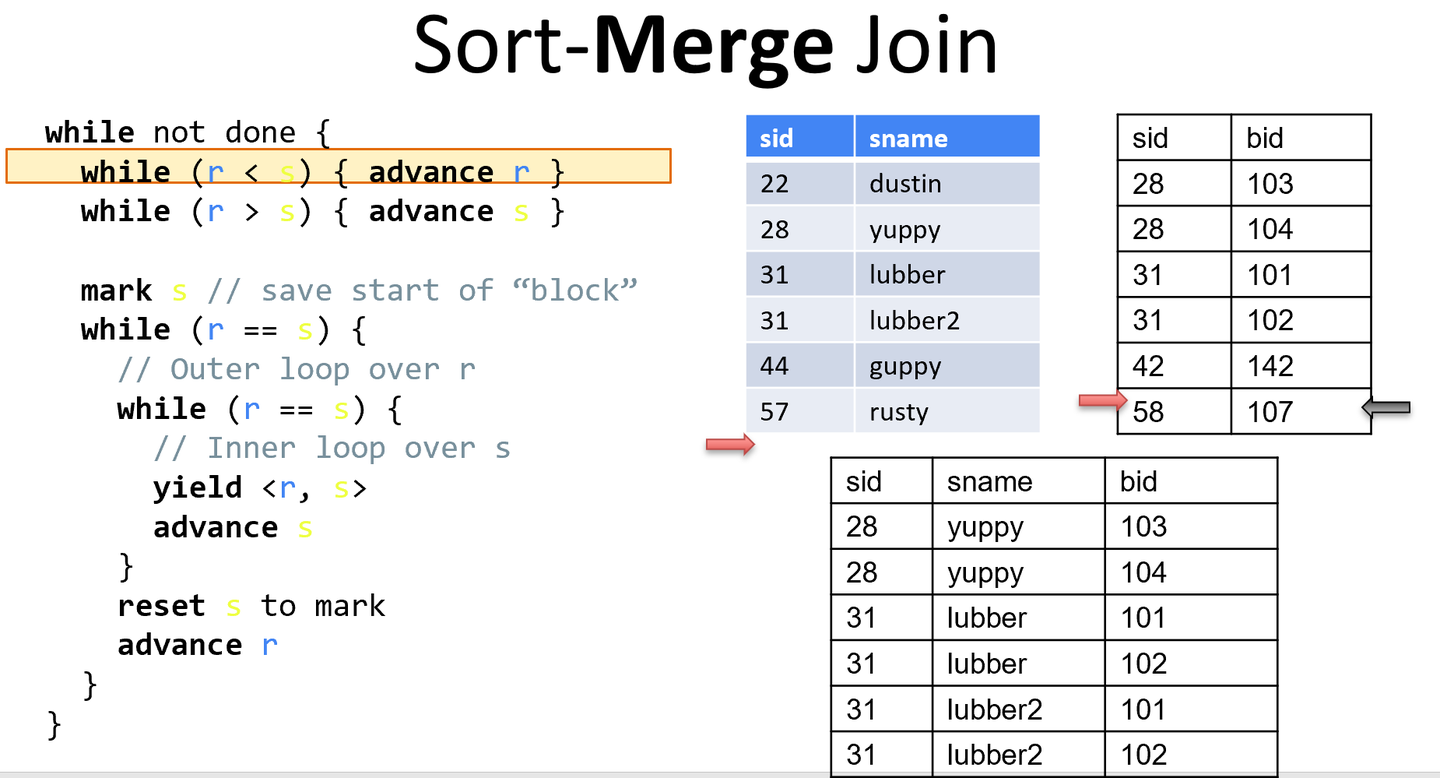 Sort-Merge Join
while not done {
while (r < s) { advance r }
while (r > s) { advance s }
mark s // save start of “block”
while (r == s) {
// Outer loop over r
while (r == s) {
// Inner loop over s
yield <r, s>
advance s
}
reset s to mark
advance r
}
}
sid sname
22 dustin
28 yuppy
31 lubber
31 lubber2
44 guppy
57 rusty
sid bid
28 103
28 104
31 101
31 102
42 142
58 107
sid sname bid
28 yuppy 103
28 yuppy 104
31 lubber 101
31 lubber 102
31 lubber2 101
31 lubber2 102